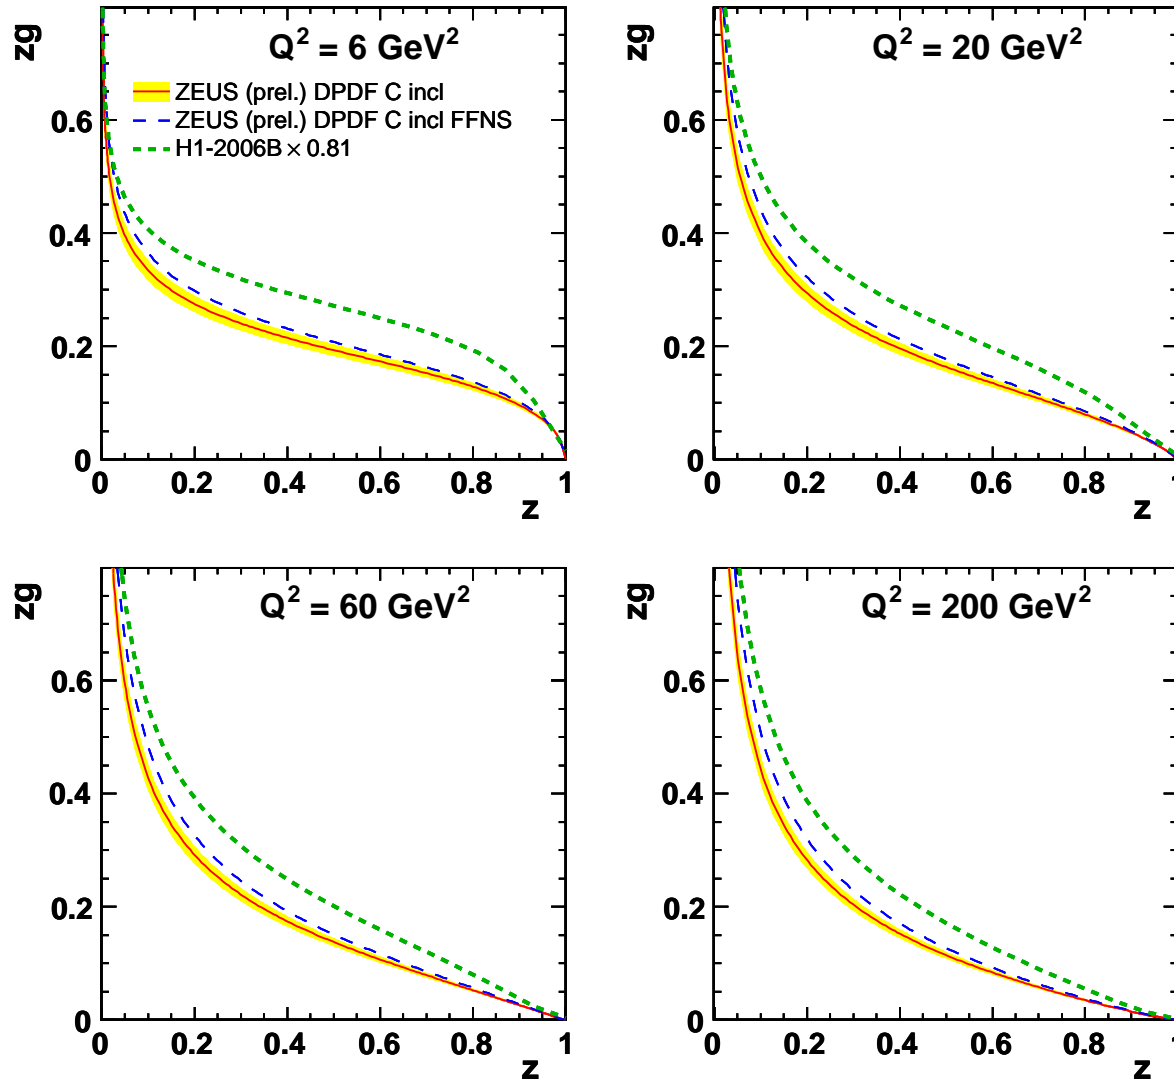 zg
Q² = 6 GeV²
ZEUS (prel.) DPDF C incl
ZEUS (prel.) DPDF C incl FFNS
H1-2006B × 0.81
0.6
0.4
0.2
0
0 0.2 0.4 0.6 0.8 1
z
zg
Q² = 20 GeV²
0.6
0.4
0.2
0
0 0.2 0.4 0.6 0.8 1
z
zg
Q² = 60 GeV²
0.6
0.4
0.2
0
0 0.2 0.4 0.6 0.8 1
z
zg
Q² = 200 GeV²
0.6
0.4
0.2
0
0 0.2 0.4 0.6 0.8 1
z